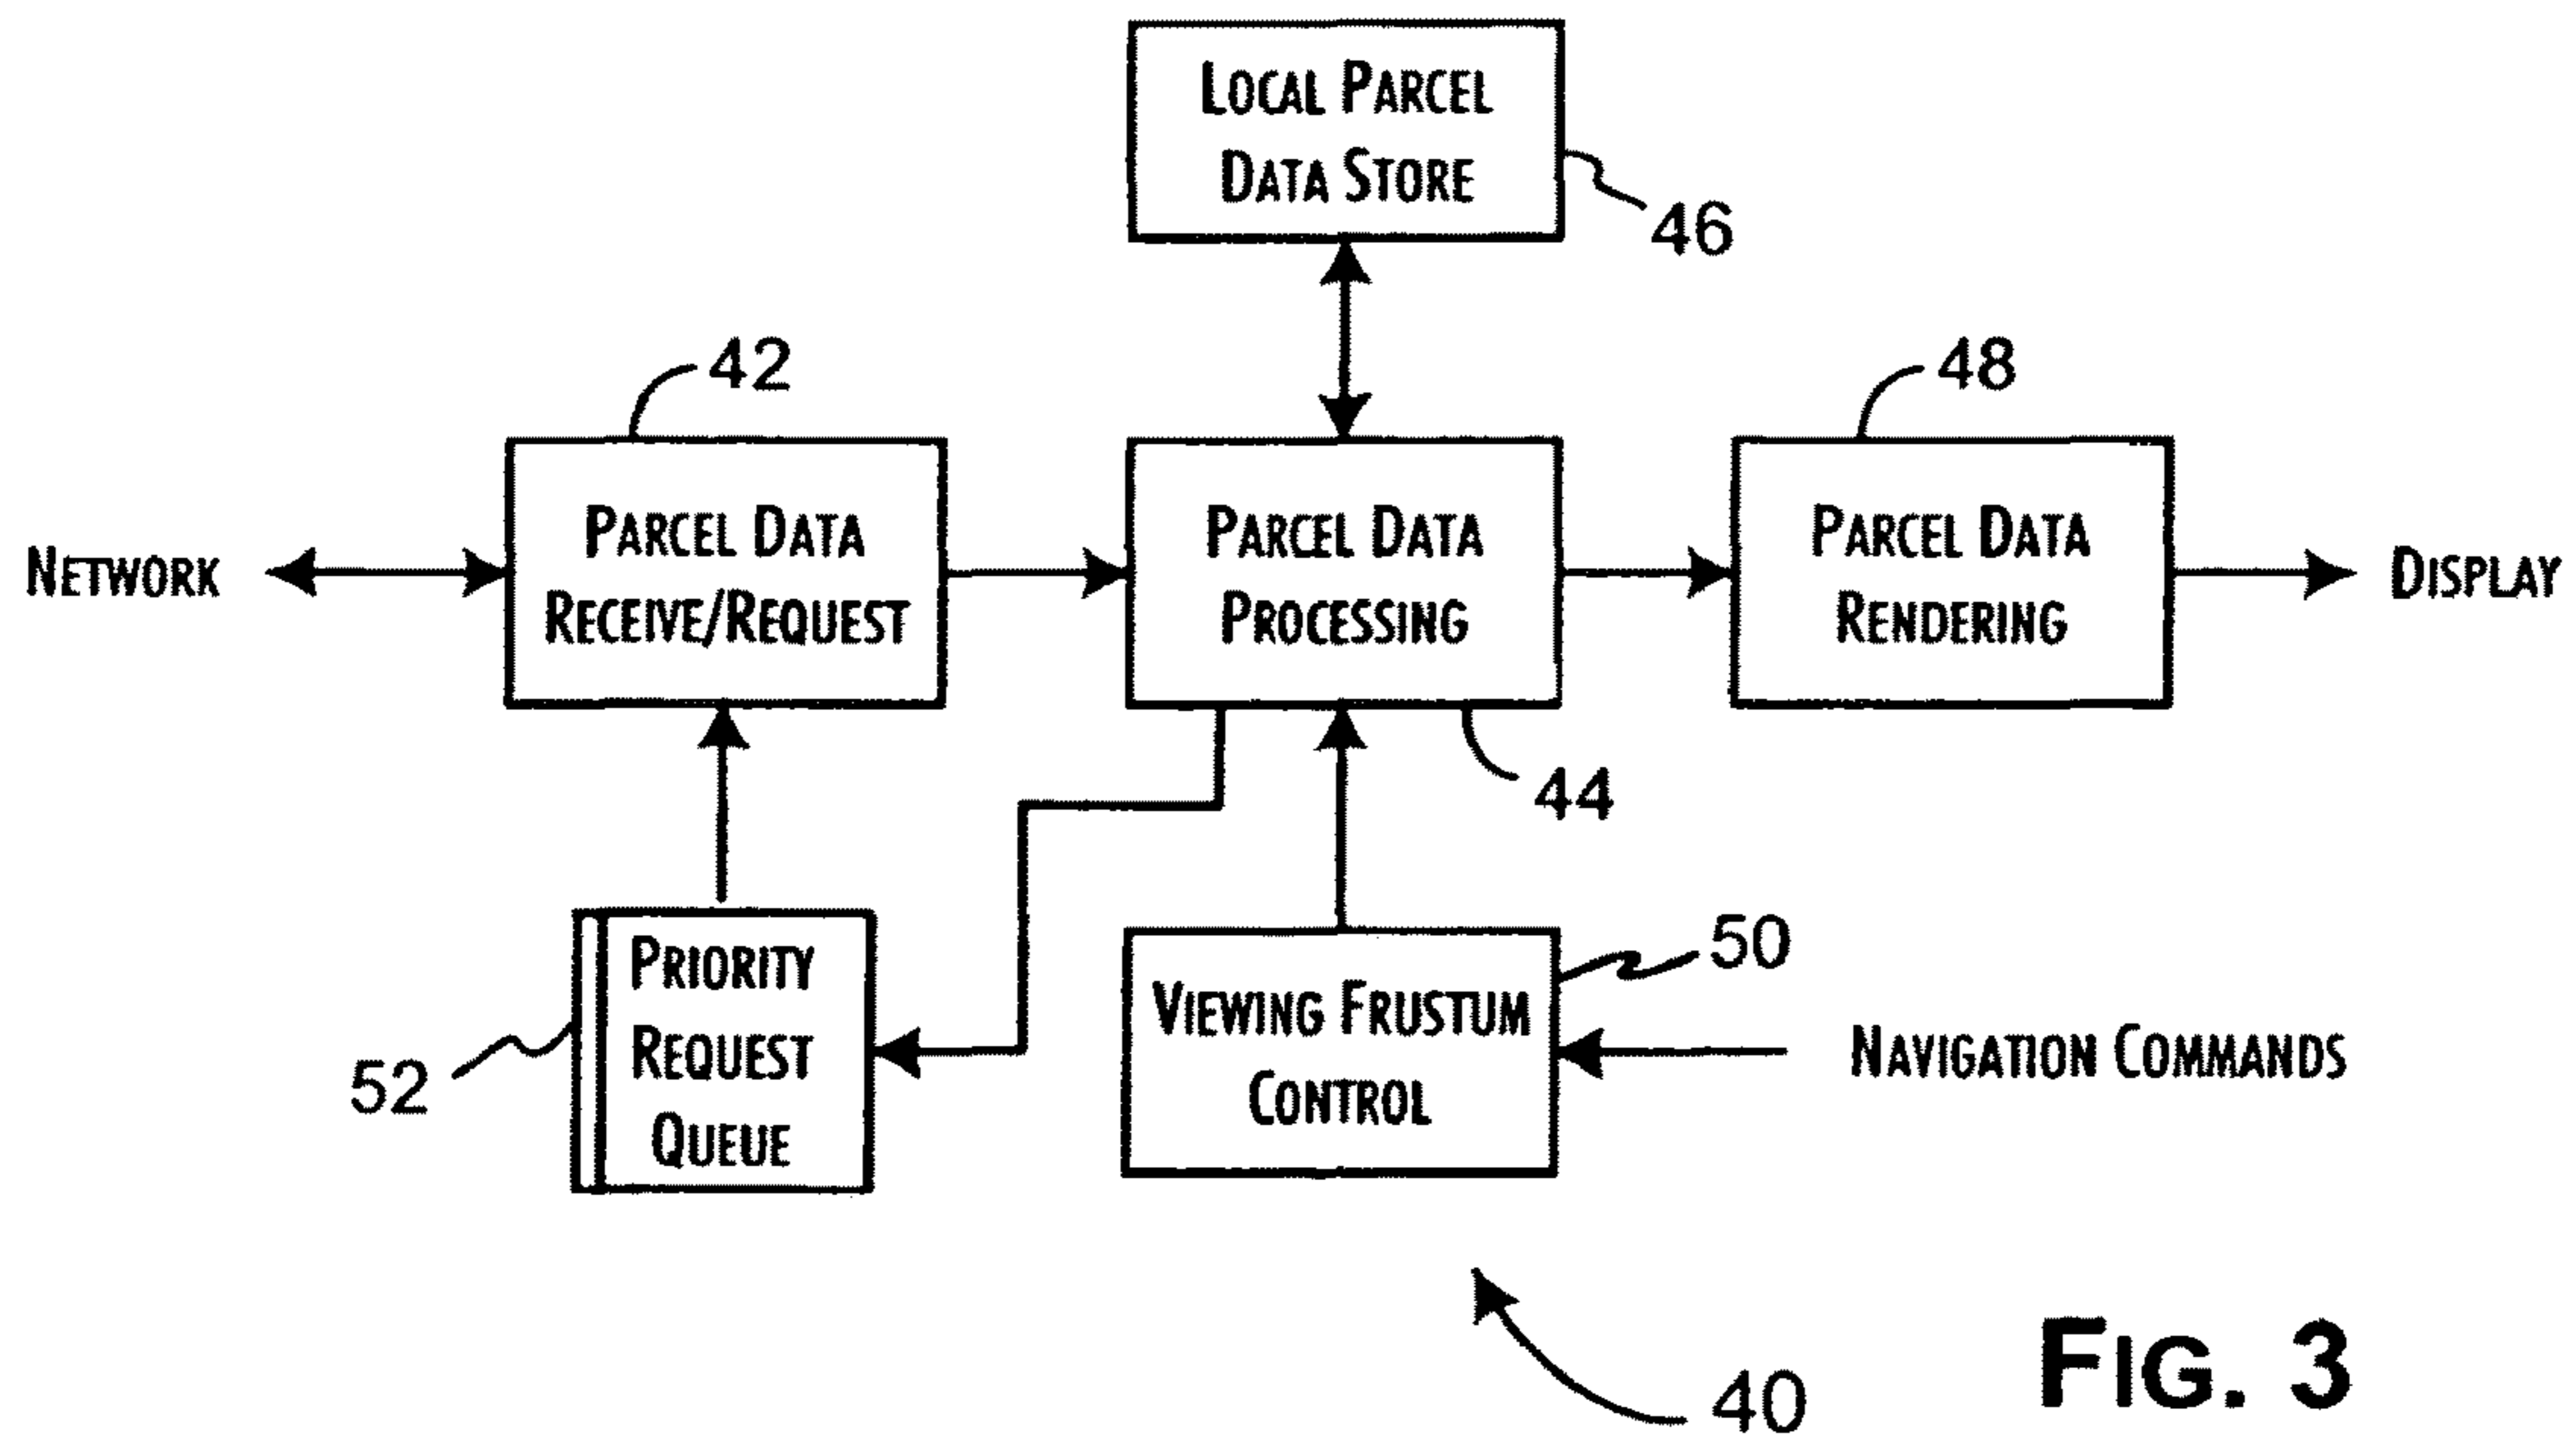 LOCAL PARCEL
DATA STORE
46
42
48
NETWORK
PARCEL DATA
RECEIVE/REQUEST
PARCEL DATA
PROCESSING
PARCEL DATA
RENDERING
DISPLAY
44
PRIORITY
REQUEST
QUEUE
52
VIEWING FRUSTUM
CONTROL
50
NAVIGATION COMMANDS
40
FIG. 3